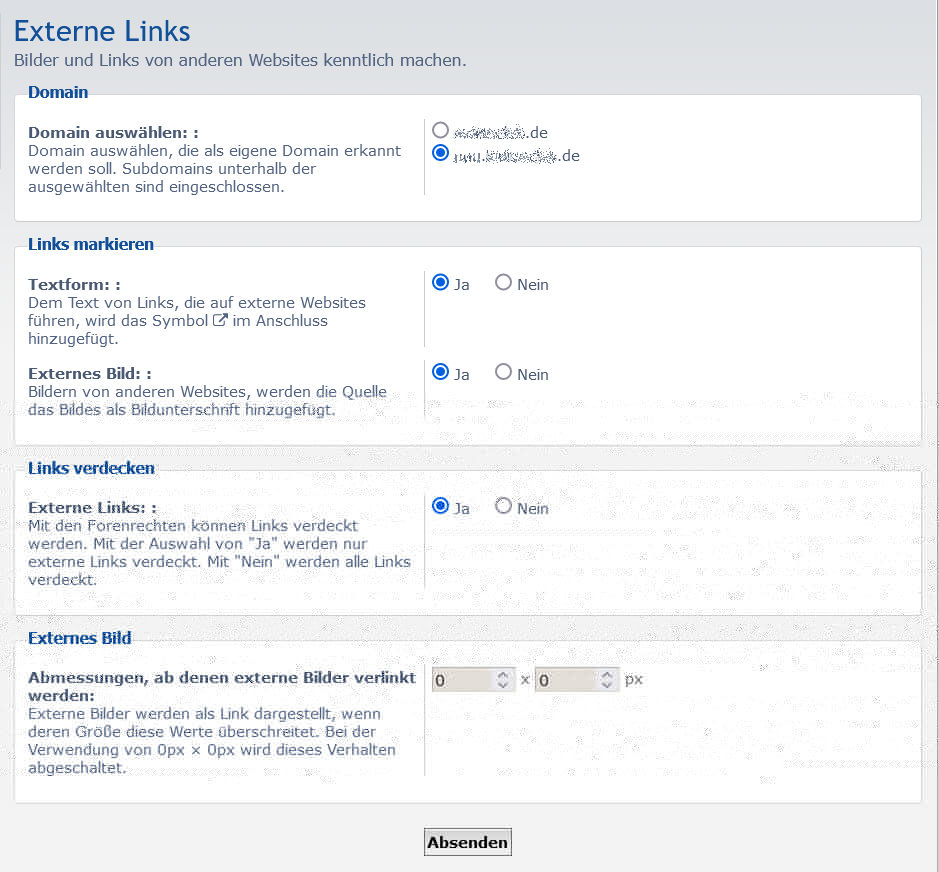 Externe Links
Bilder und Links von anderen Websites kenntlich machen.
Domain
Domain auswählen: :
Domain auswählen, die als eigene Domain erkannt
werden soll. Subdomains unterhalb der
ausgewählten sind eingeschlossen.
.de
.de
Links markieren
Textform: :
Dem Text von Links, die auf externe Websites
führen, wird das Symbol im Anschluss
hinzugefügt.
Ja Nein
Externes Bild: :
Bildern von anderen Websites, werden die Quelle
das Bildes als Bildunterschrift hinzugefügt.
Ja Nein
Links verdecken
Externe Links: :
Mit den Forenrechten können Links verdeckt
werden. Mit der Auswahl von "Ja" werden nur
externe Links verdeckt. Mit "Nein" werden alle Links
verdeckt.
Ja Nein
Externes Bild
Abmessungen, ab denen externe Bilder verlinkt
werden:
Externe Bilder werden als Link dargestellt, wenn
deren Größe diese Werte überschreitet. Bei der
Verwendung von 0px × 0px wird dieses Verhalten
abgeschaltet.
0 x 0 px
Absenden